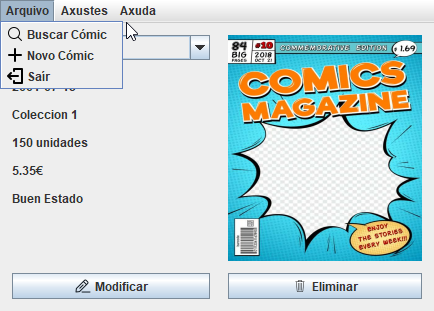 Arquivo Axustes Axuda
Buscar Cómic
Novo Cómic
Saír
Coleccion 1
150 unidades
5.35€
Buen Estado
84 BIG PAGES
#10
2018
OCT 21
COMMEMORATIVE EDITION
$1.69
COMICS
MAGAZINE
ENJOY
THE STORIES
EVERY WEEK!!!
Modificar
Eliminar